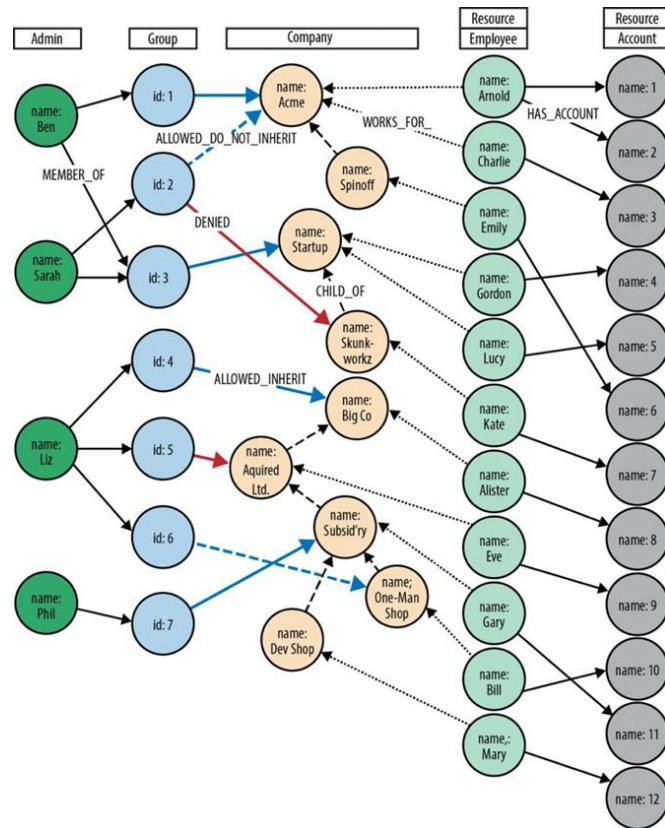 Admin
Group
Company
Resource
Employee
Resource
Account
name:
Ben
name:
Sarah
name:
Liz
name:
Phil
MEMBER_OF
id: 1
id: 2
id: 3
id: 4
id: 5
id: 6
id: 7
ALLOWED_DO_NOT_INHERIT
DENIED
ALLOWED_INHERIT
name:
Acme
name:
Spinoff
name:
Startup
CHILD_OF
name:
Skunk-
workz
name:
Big Co
name:
Aquired
Ltd.
name:
Subsid'ry
name;
One-Man
Shop
name:
Dev Shop
WORKS_FOR_
name:
Arnold
name:
Charlie
name:
Emily
name:
Gordon
name:
Lucy
name:
Kate
name:
Alister
name:
Eve
name:
Gary
name:
Bill
name,:
Mary
HAS_ACCOUNT
name: 1
name: 2
name: 3
name: 4
name: 5
name: 6
name: 7
name: 8
name: 9
name: 10
name: 11
name: 12